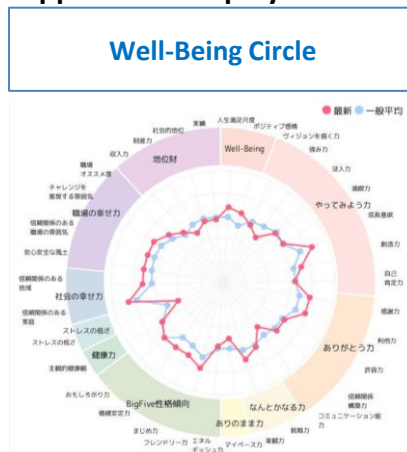 Well-Being Circle
最新 一般平均
人生満足尺度
ポジティブ感情
ヴィジョンを描く力
強み力
没入力
満喫力
成長意欲
創造力
自己
肯定力
感謝力
利他力
許容力
信頼関係
構築力
コミュニケーション能
力
挑戦力
楽観力
マイペース力
エネル
ギッシュ力
フレンドリー力
まじめ力
情緒安定力
おもしろがり力
主観的健康観
ストレスの低さ
ストレスの低さ
信頼関係のある
家庭
信頼関係のある
地域
安心安全な風土
信頼関係のある
職場の雰囲気
チャレンジを
推奨する雰囲気
職場
オススメ度
収入力
財産力
社会的地位
実績
Well-Being
やってみよう力
ありがとう力
なんとかなる力
ありのまま力
BigFive性格傾向
健康力
社会の幸せ力
職場の幸せ力
地位財